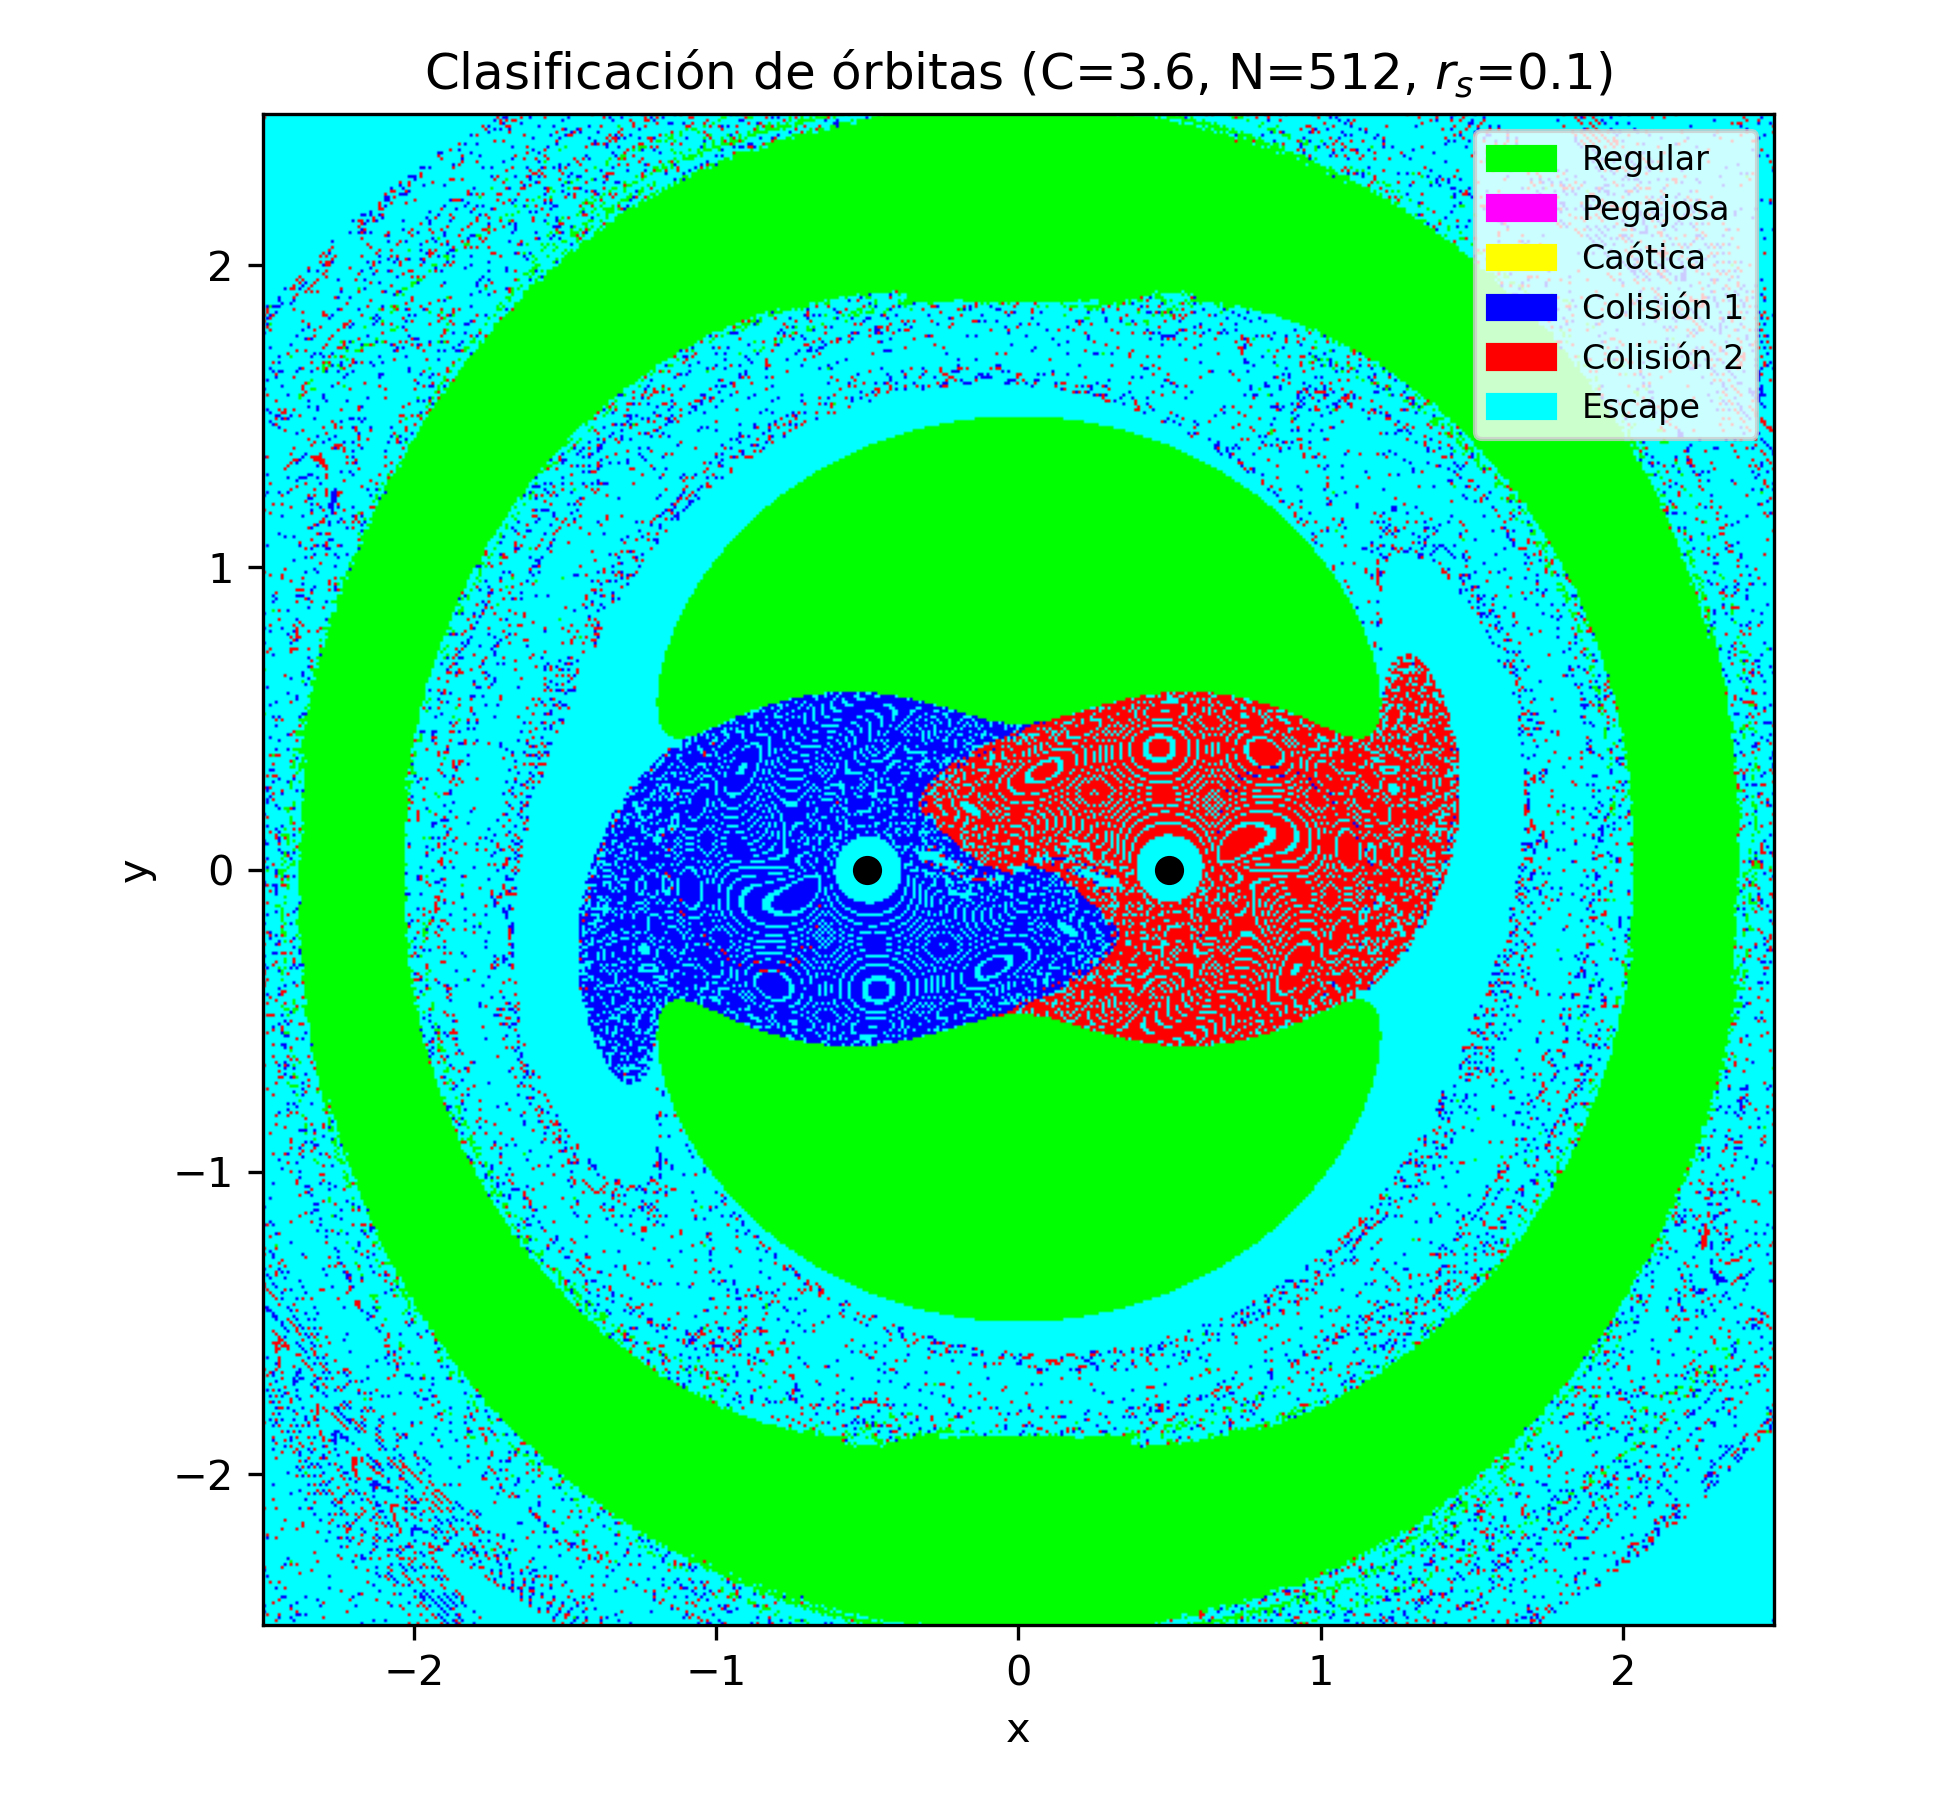 Clasificación de órbitas (C=3.6, N=512, $r_s$=0.1)
Regular
Pegajosa
Caótica
Colisión 1
Colisión 2
Escape
2
1
0
−1
−2
y
−2
−1
0
1
2
x